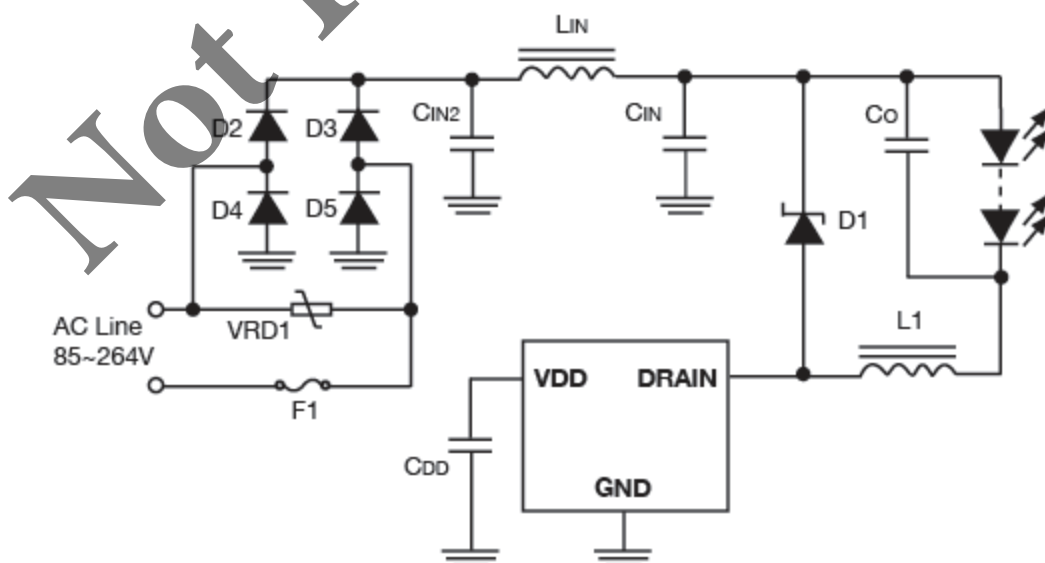 Not
LIN
D2
D3
CIN2
CIN
CO
D4
D5
D1
AC Line
85~264V
VRD1
L1
VDD
DRAIN
F1
CDD
GND